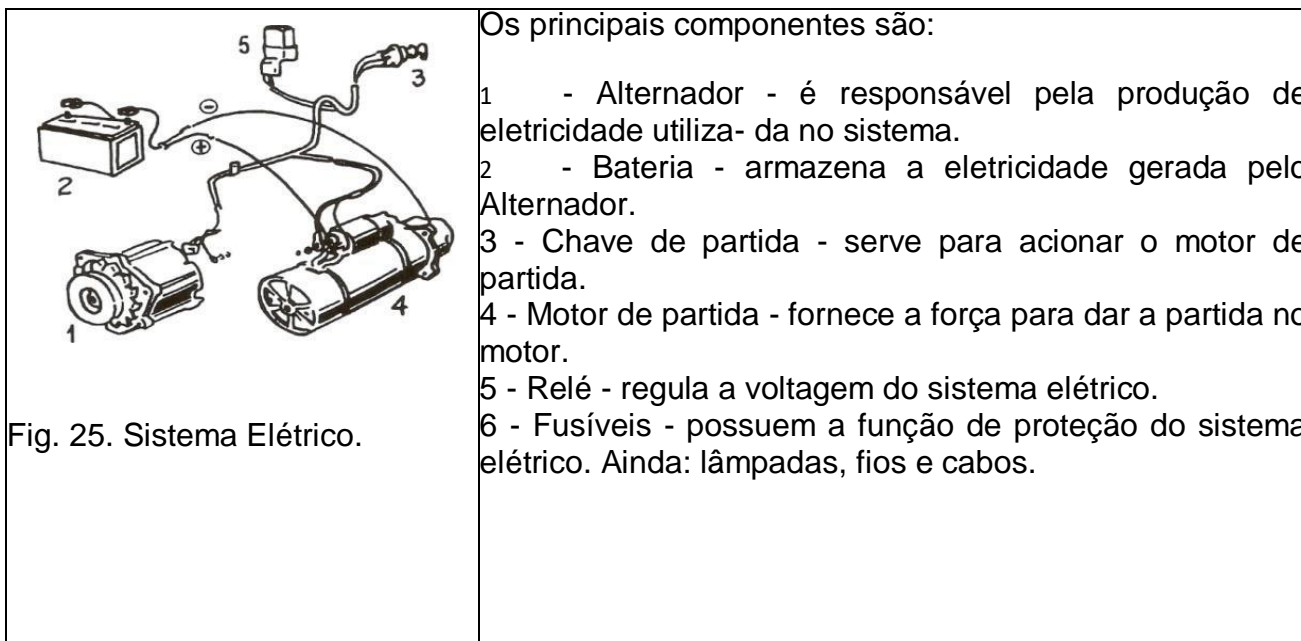 5
3
⊖
⊕
2
1
4
Fig. 25. Sistema Elétrico.
Os principais componentes são:
1 - Alternador - é responsável pela produção de
eletricidade utiliza- da no sistema.
2 - Bateria - armazena a eletricidade gerada pelo
Alternador.
3 - Chave de partida - serve para acionar o motor de
partida.
4 - Motor de partida - fornece a força para dar a partida no
motor.
5 - Relé - regula a voltagem do sistema elétrico.
6 - Fusíveis - possuem a função de proteção do sistema
elétrico. Ainda: lâmpadas, fios e cabos.